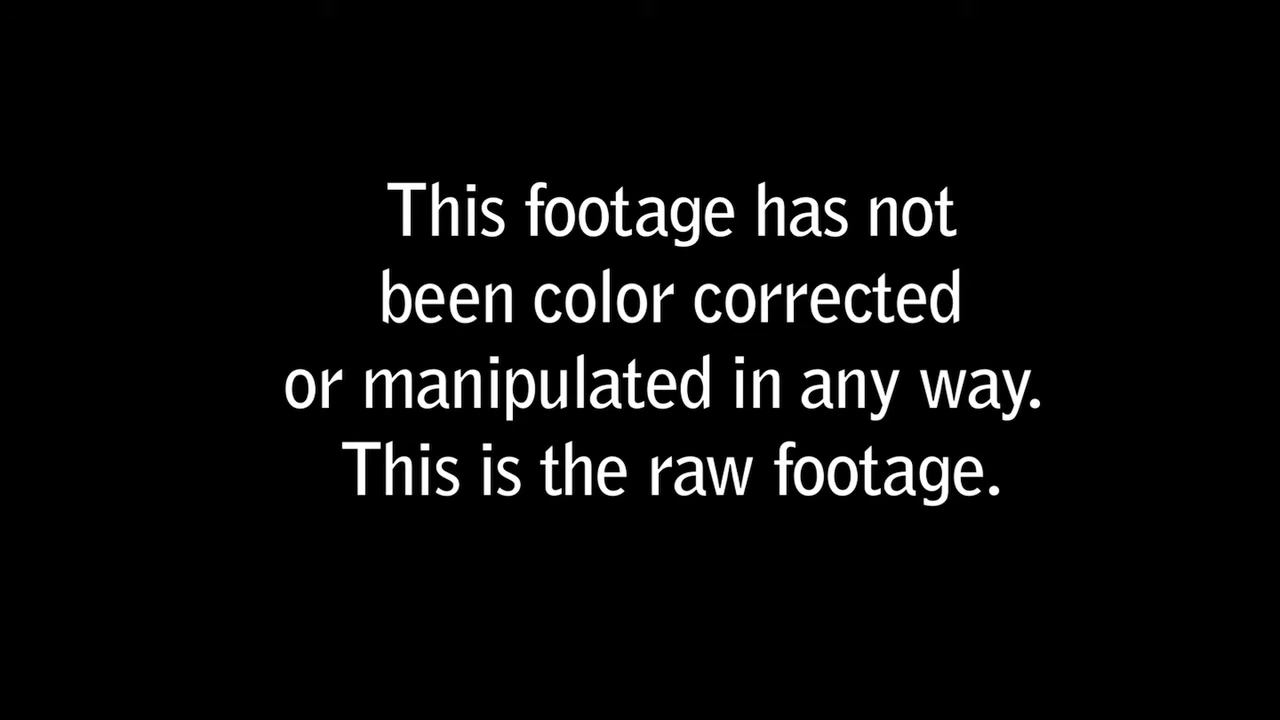 This footage has not
been color corrected
or manipulated in any way.
This is the raw footage.